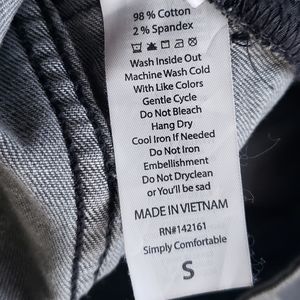 98 % Cotton
2 % Spandex
Wash Inside Out
Machine Wash Cold
With Like Colors
Gentle Cycle
Do Not Bleach
Hang Dry
Cool Iron If Needed
Do Not Iron
Embellishment
Do Not Dryclean
or You'll be sad
MADE IN VIETNAM
RN#142161
Simply Comfortable
S